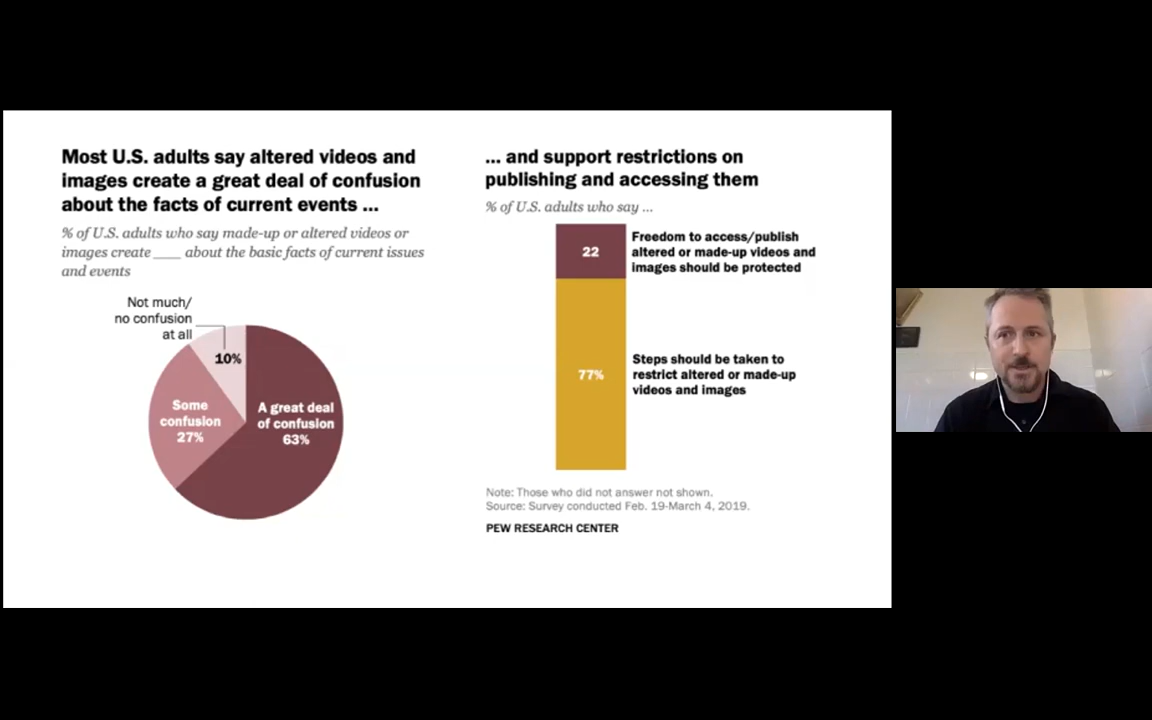 Most U.S. adults say altered videos and
images create a great deal of confusion
about the facts of current events ...
% of U.S. adults who say made-up or altered videos or
images create ___ about the basic facts of current issues
and events
Not much/
no confusion
at all
10%
Some
confusion
27%
A great deal
of confusion
63%
... and support restrictions on
publishing and accessing them
% of U.S. adults who say ...
22
Freedom to access/publish
altered or made-up videos and
images should be protected
77%
Steps should be taken to
restrict altered or made-up
videos and images
Note: Those who did not answer not shown.
Source: Survey conducted Feb. 19-March 4, 2019.
PEW RESEARCH CENTER